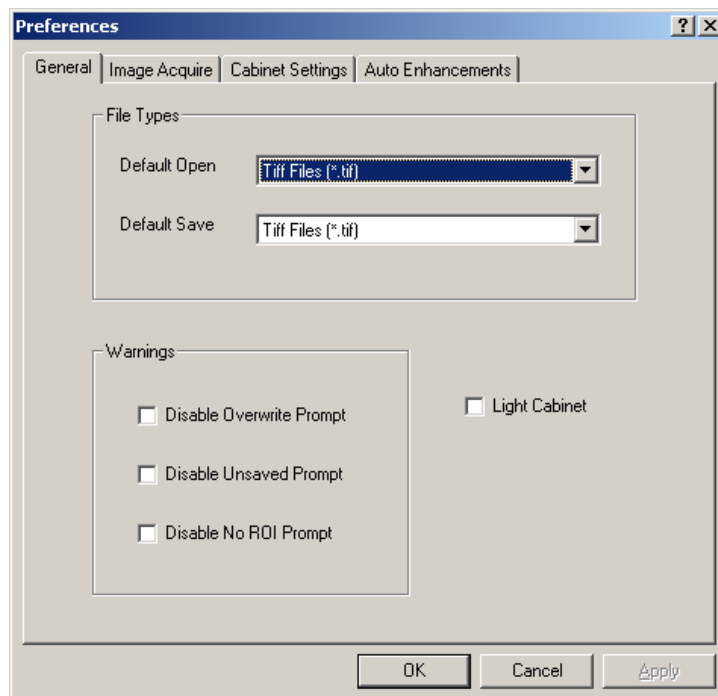 Preferences
General Image Acquire Cabinet Settings Auto Enhancements
File Types
Default Open Tiff Files (*.tif)
Default Save Tiff Files (*.tif)
Warnings
Disable Overwrite Prompt
Light Cabinet
Disable Unsaved Prompt
Disable No ROI Prompt
OK Cancel Apply